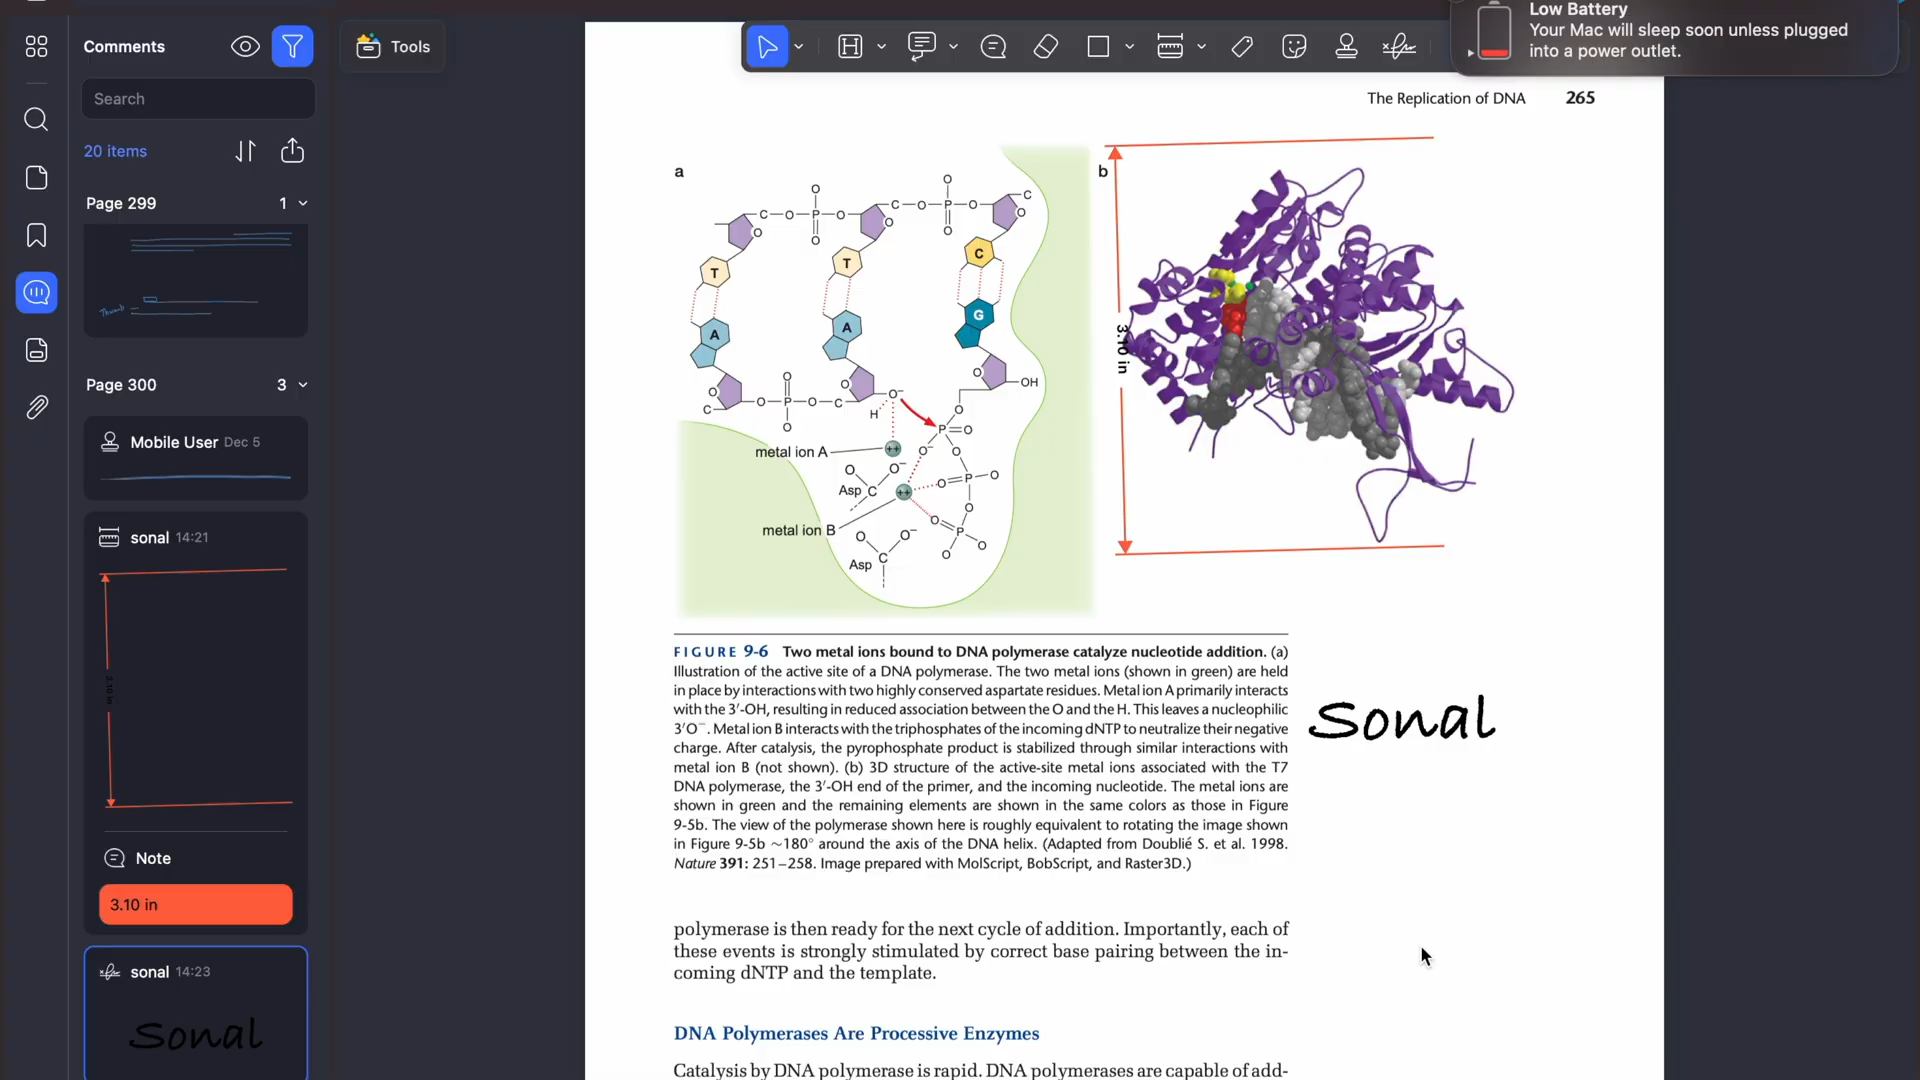 Low Battery
Your Mac will sleep soon unless plugged
into a power outlet.
Comments
Tools
Search
20 items
Page 299 1
Thumb
Page 300 3
Mobile User Dec 5
sonal 14:21
3.10 in
Note
3.10 in
sonal 14:23
Sonal
The Replication of DNA 265
a
b
O O
C O P O C O P O C
O O O
O O
T T C
A A G
O O O OH
O O
C O P O C O O⁻
O H
O
P O
metal ion A ++ O⁻ O
O O⁻
Asp C ++ O P O
O
metal ion B O
O O⁻ P
O O
Asp C
3.10 in
FIGURE 9-6 Two metal ions bound to DNA polymerase catalyze nucleotide addition. (a)
Illustration of the active site of a DNA polymerase. The two metal ions (shown in green) are held
in place by interactions with two highly conserved aspartate residues. Metal ion A primarily interacts
with the 3′-OH, resulting in reduced association between the O and the H. This leaves a nucleophilic
3′O⁻. Metal ion B interacts with the triphosphates of the incoming dNTP to neutralize their negative
charge. After catalysis, the pyrophosphate product is stabilized through similar interactions with
metal ion B (not shown). (b) 3D structure of the active-site metal ions associated with the T7
DNA polymerase, the 3′-OH end of the primer, and the incoming nucleotide. The metal ions are
shown in green and the remaining elements are shown in the same colors as those in Figure
9-5b. The view of the polymerase shown here is roughly equivalent to rotating the image shown
in Figure 9-5b ~180° around the axis of the DNA helix. (Adapted from Doublié S. et al. 1998.
Nature 391: 251–258. Image prepared with MolScript, BobScript, and Raster3D.)
Sonal
polymerase is then ready for the next cycle of addition. Importantly, each of
these events is strongly stimulated by correct base pairing between the in-
coming dNTP and the template.
DNA Polymerases Are Processive Enzymes
Catalysis by DNA polymerase is rapid. DNA polymerases are capable of add-